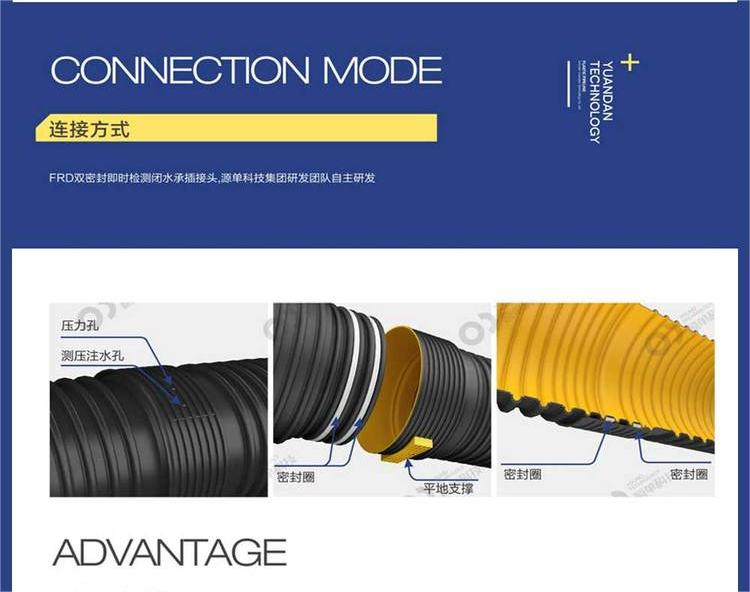 CONNECTION MODE
连接方式
FRD双密封即时检测闭水承插接头,源单科技集团研发团队自主研发
YUANDAN
TECHNOLOGY
压力孔
测压注水孔
密封圈
平地支撑
密封圈
密封圈
ADVANTAGE